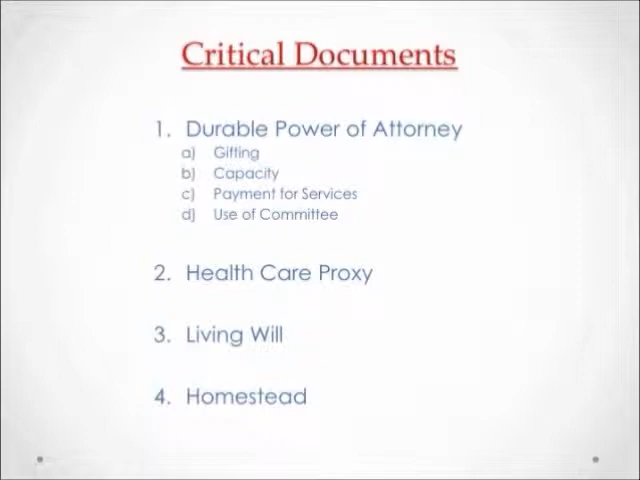 Critical Documents
1. Durable Power of Attorney
a) Gifting
b) Capacity
c) Payment for Services
d) Use of Committee
2. Health Care Proxy
3. Living Will
4. Homestead